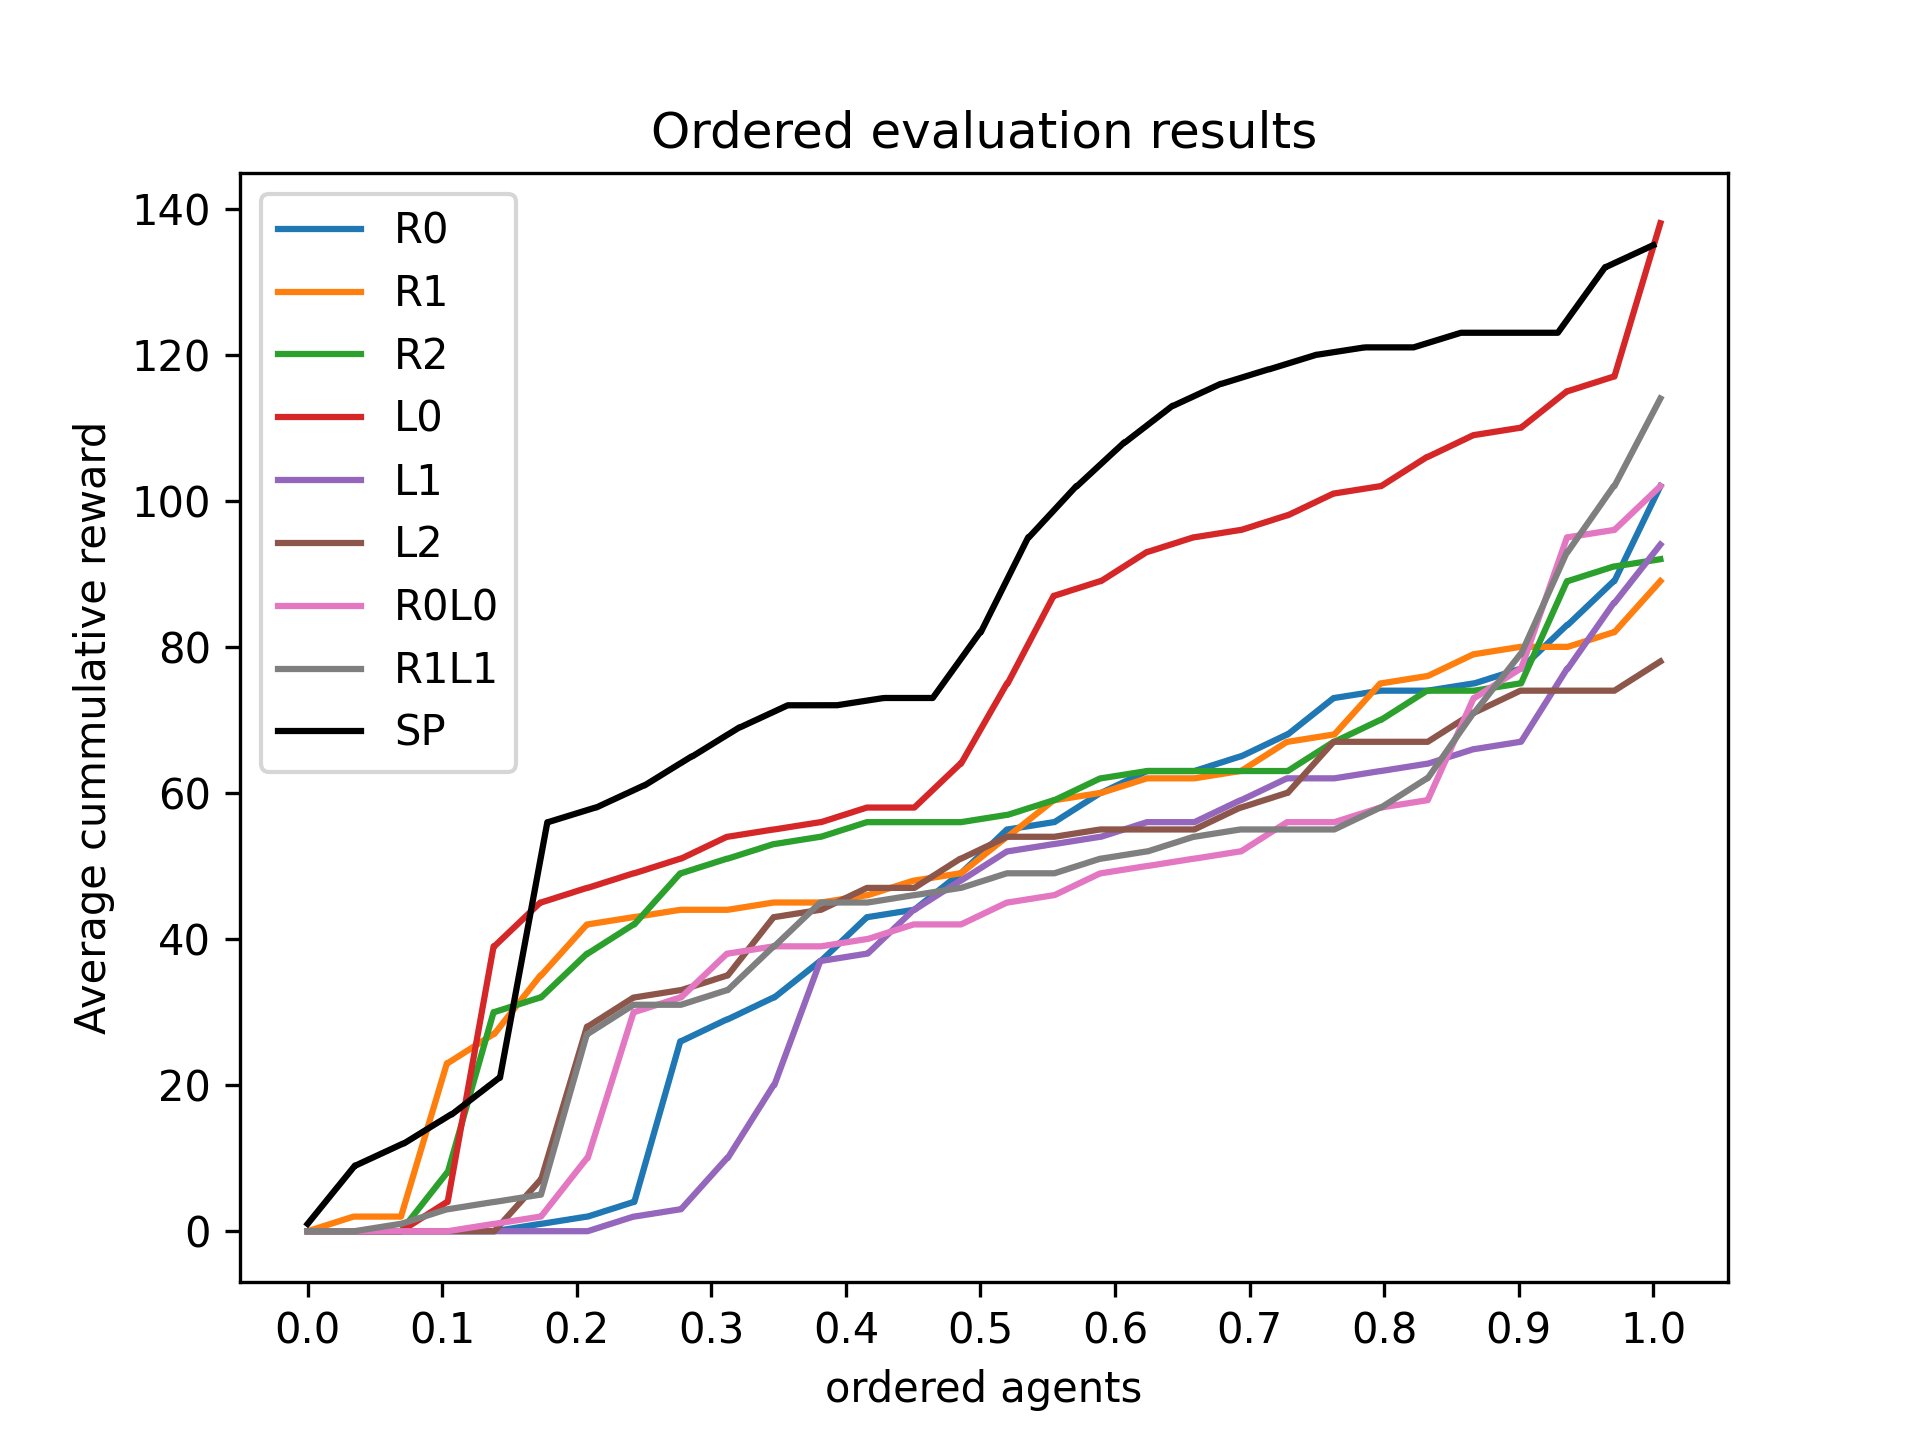 Ordered evaluation results
Average cummulative reward
140
120
100
80
60
40
20
0
R0
R1
R2
L0
L1
L2
R0L0
R1L1
SP
0.0 0.1 0.2 0.3 0.4 0.5 0.6 0.7 0.8 0.9 1.0
ordered agents